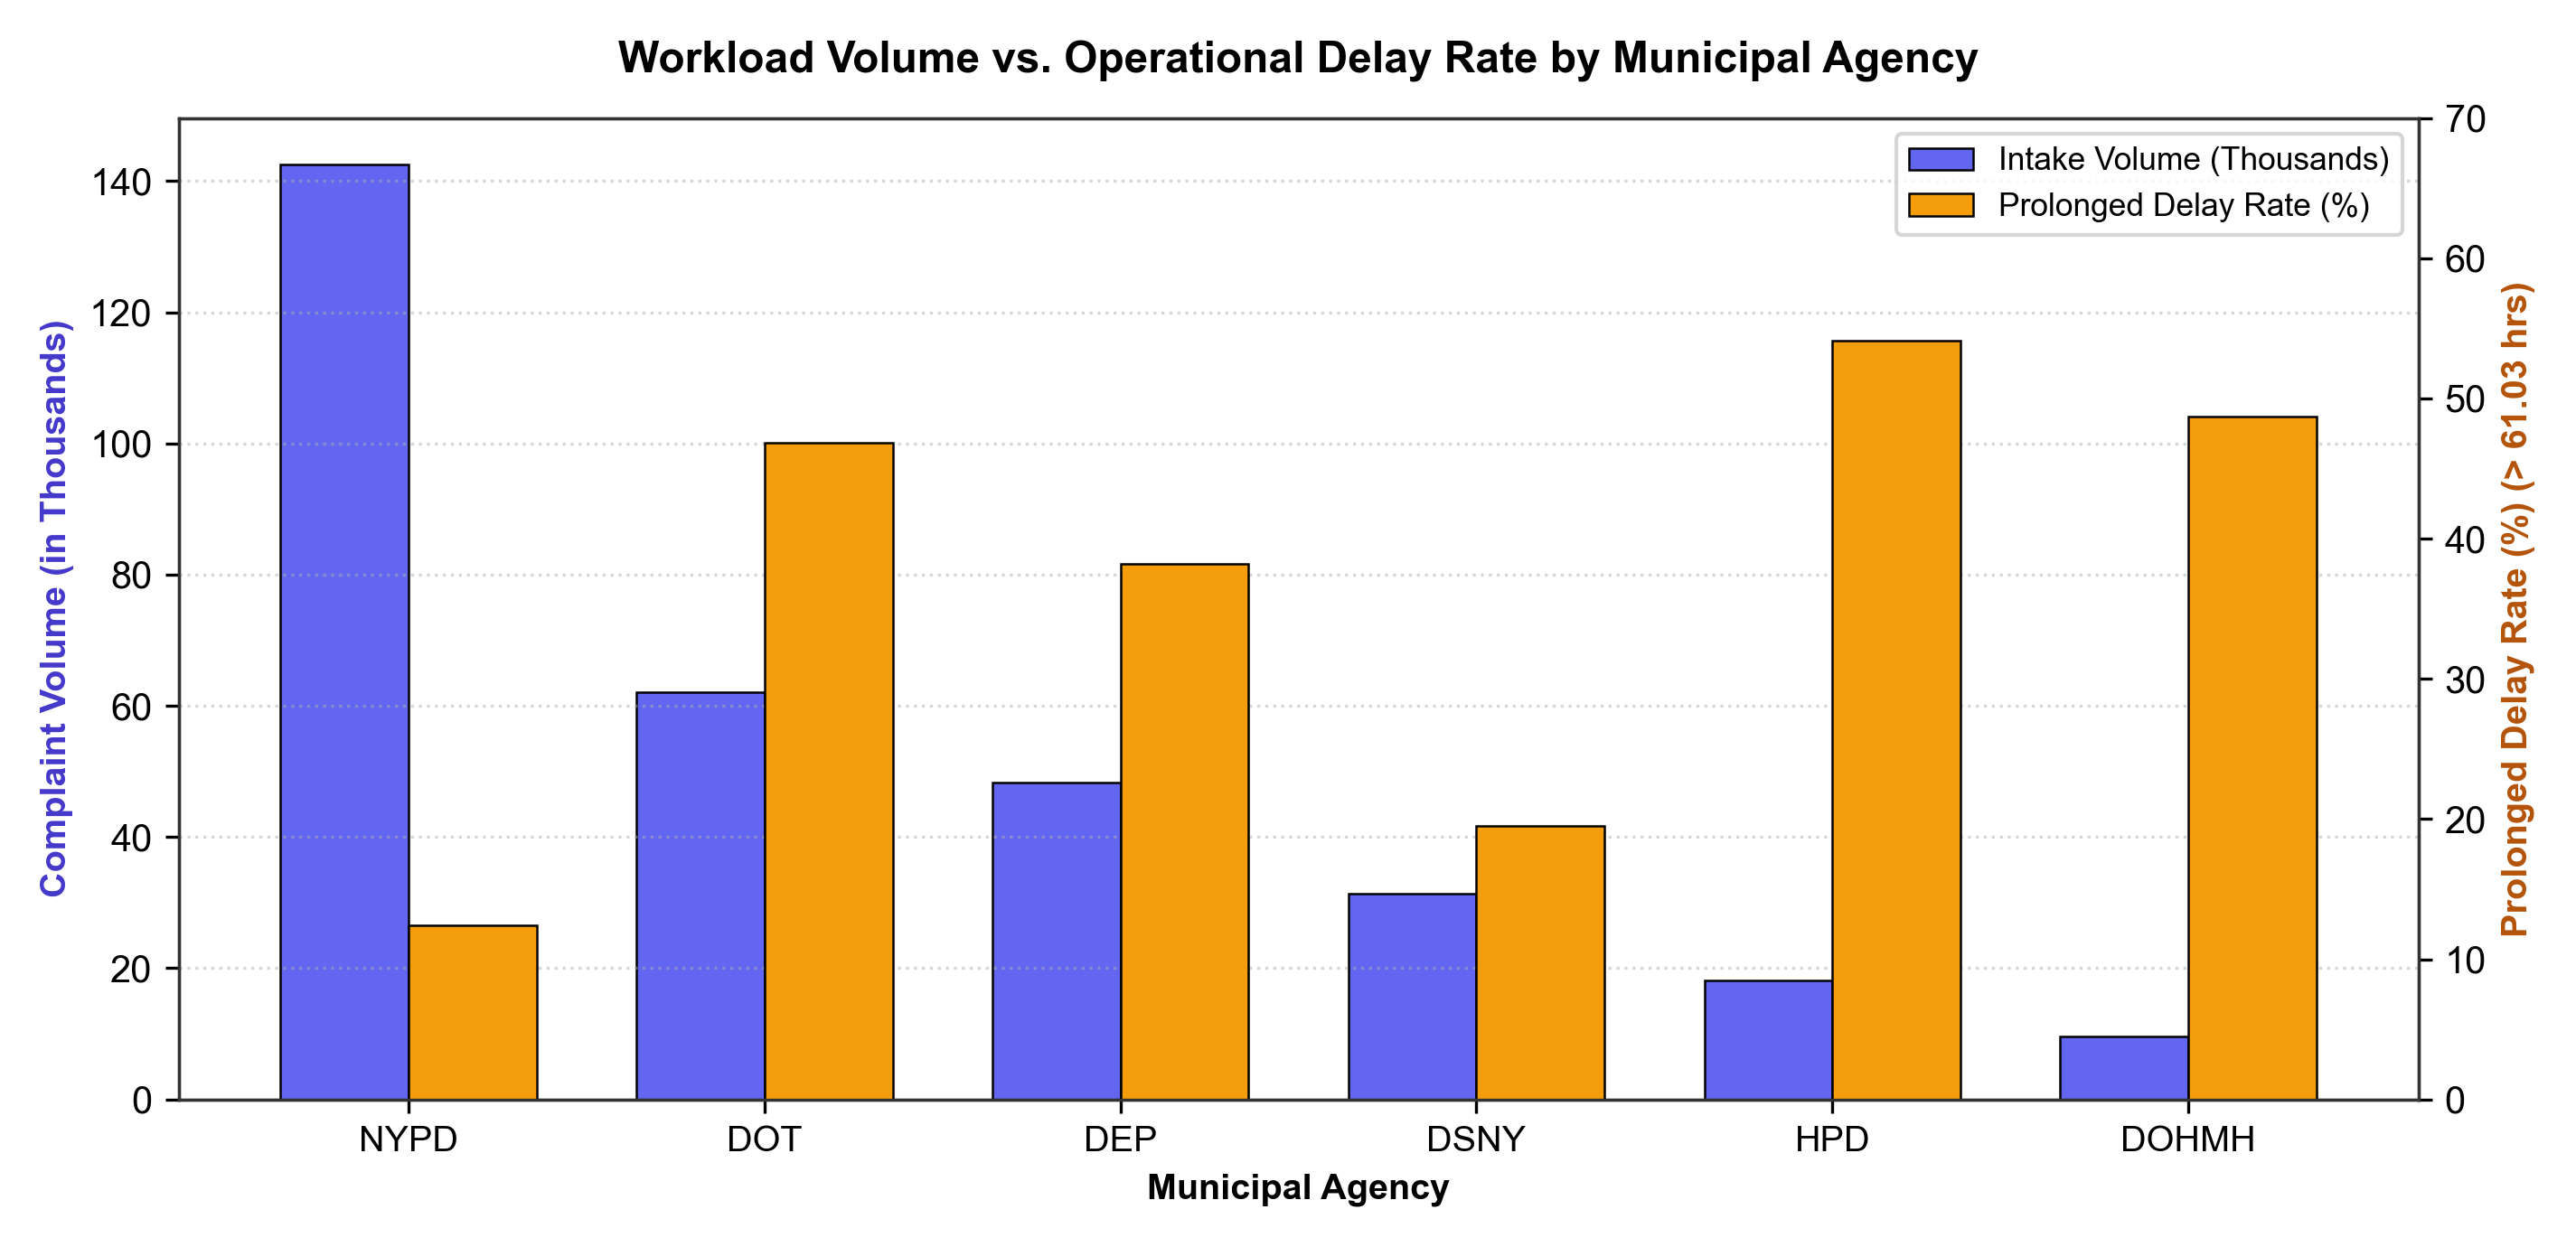 Workload Volume vs. Operational Delay Rate by Municipal Agency
Intake Volume (Thousands)
Prolonged Delay Rate (%)
Complaint Volume (in Thousands)
140
120
100
80
60
40
20
0
70
60
50
40
30
20
10
0
Prolonged Delay Rate (%) (> 61.03 hrs)
NYPD DOT DEP DSNY HPD DOHMH
Municipal Agency